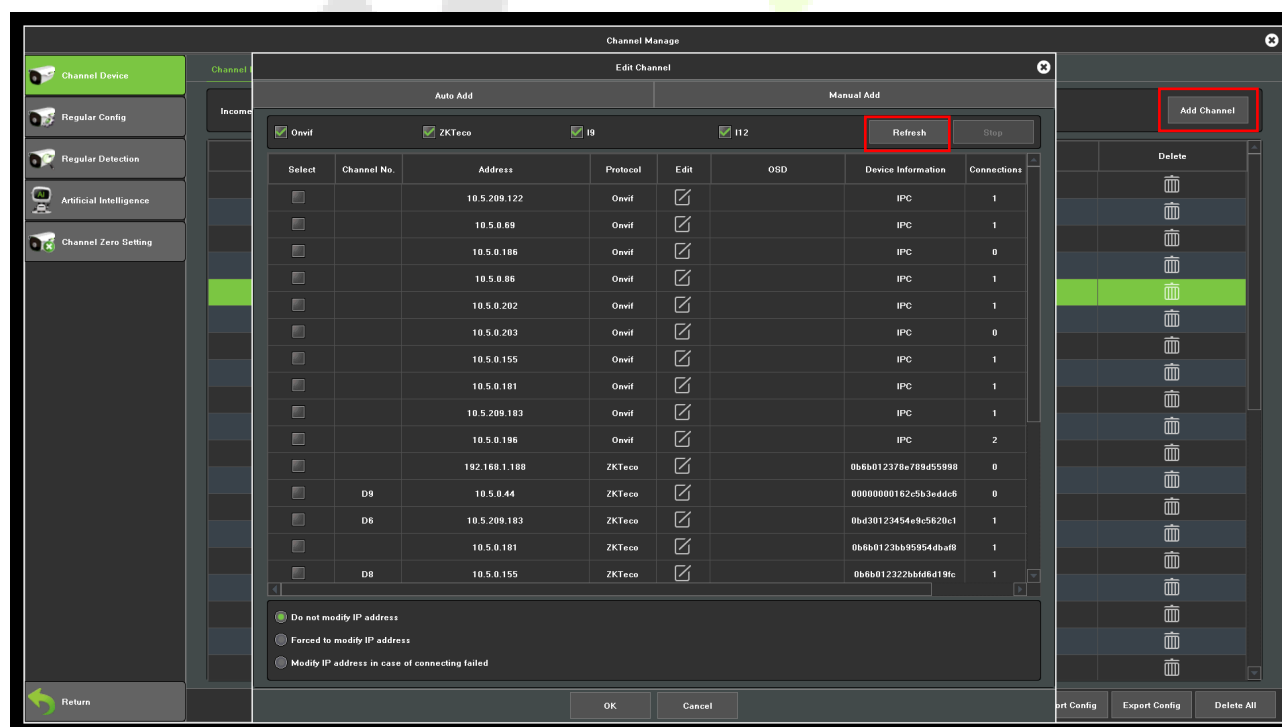 Channel Manage
Channel Device
Regular Config
Regular Detection
Artificial Intelligence
Channel Zero Setting
Return
Channel
Income
Add Channel
Delete
Edit Channel
Auto Add Manual Add
Onvif ZKTeco I9 I12 Refresh Stop
Select Channel No. Address Protocol Edit OSD Device Information Connections
10.5.209.122 Onvif IPC 1
10.5.0.69 Onvif IPC 1
10.5.0.106 Onvif IPC 0
10.5.0.86 Onvif IPC 1
10.5.0.202 Onvif IPC 1
10.5.0.203 Onvif IPC 0
10.5.0.155 Onvif IPC 1
10.5.0.181 Onvif IPC 1
10.5.209.183 Onvif IPC 1
10.5.0.196 Onvif IPC 2
192.168.1.188 ZKTeco 0b6b012378e789d55998 0
D9 10.5.0.44 ZKTeco 00000000162c5b3eddc6 0
D6 10.5.209.183 ZKTeco 0bd30123454e9c5620c1 1
10.5.0.181 ZKTeco 0b6b0123bb95954dbaf8 1
D8 10.5.0.155 ZKTeco 0b6b012322bbfd6d19fc 1
Do not modify IP address
Forced to modify IP address
Modify IP address in case of connecting failed
OK Cancel
ort Config Export Config Delete All